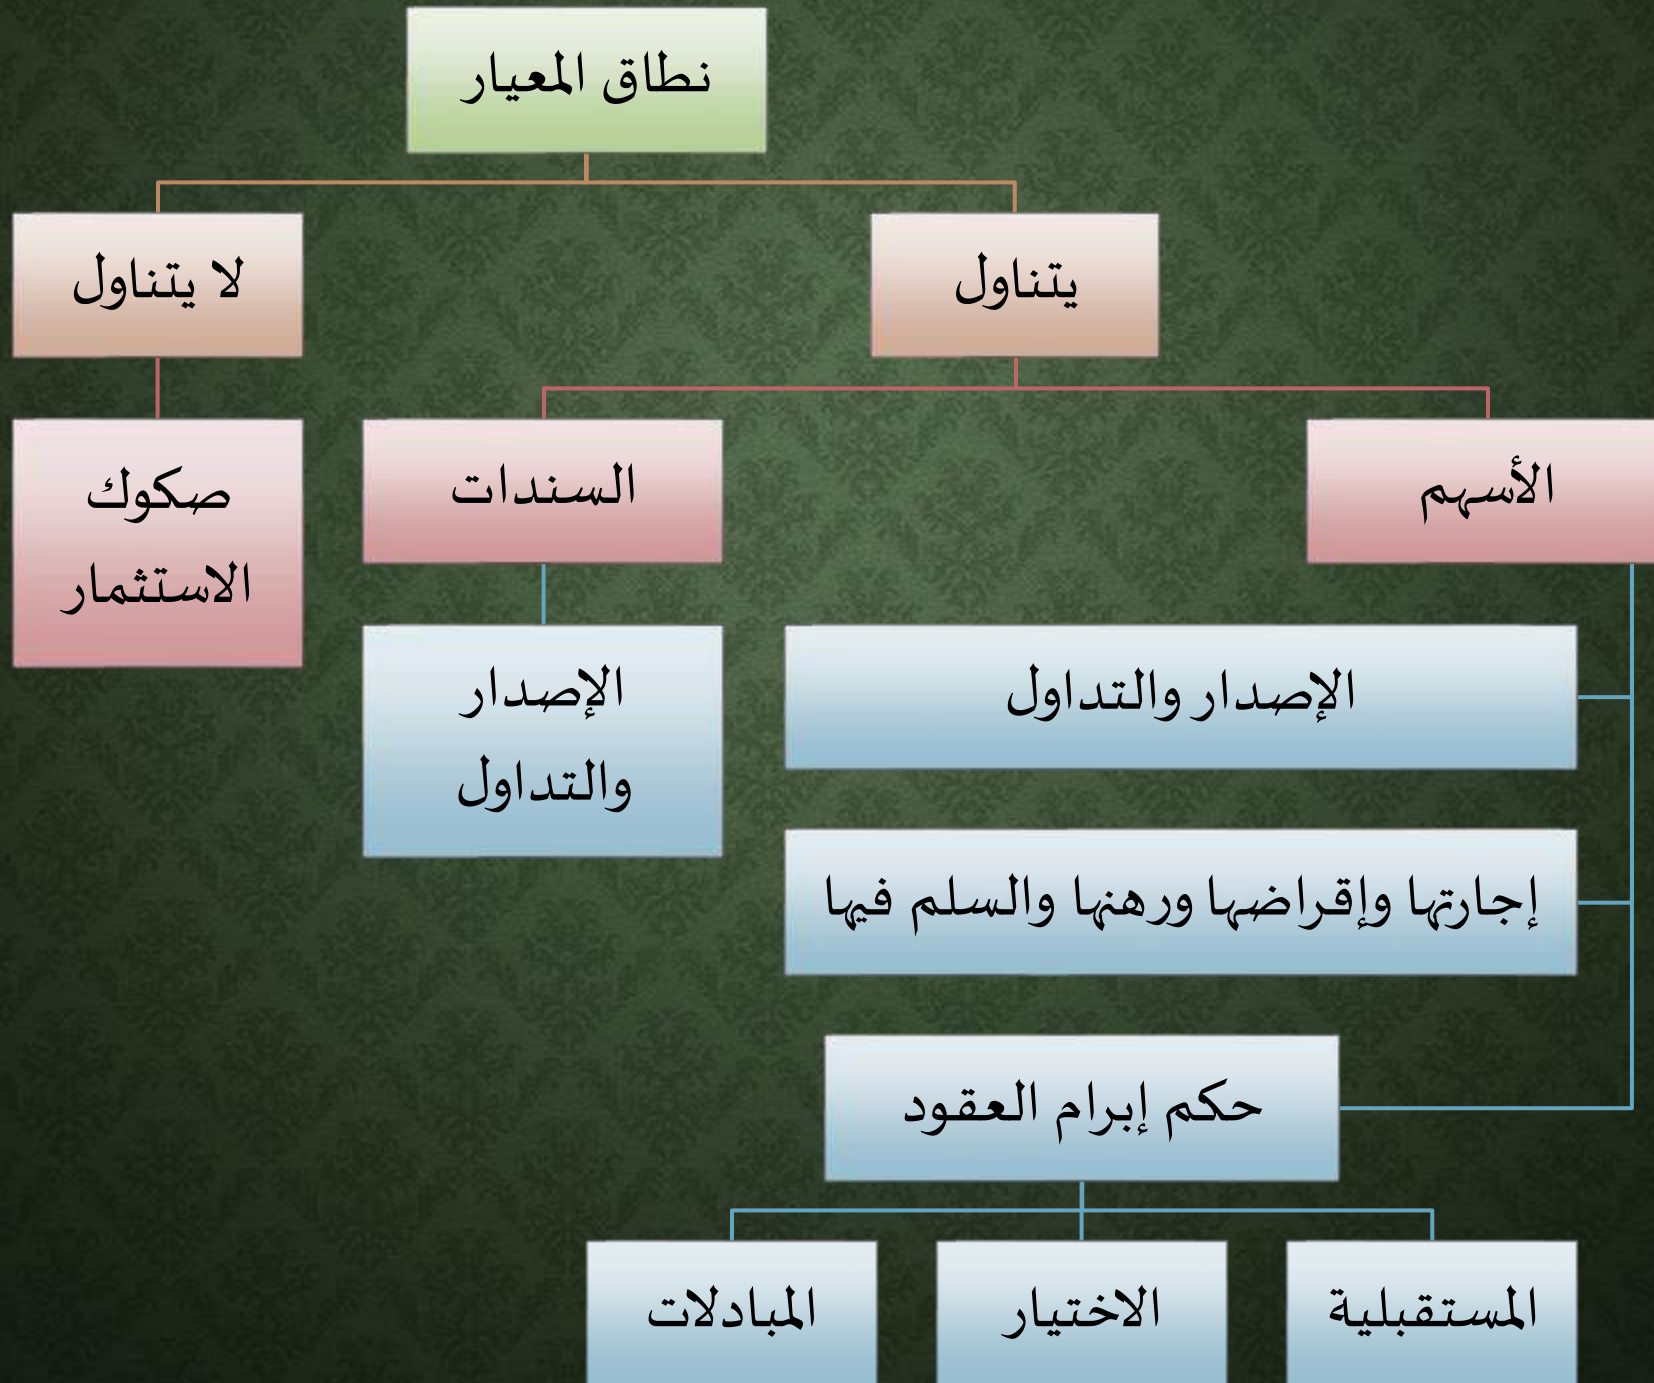 نطاق المعيار
يتناول
لا يتناول
الأسهم
السندات
صكوك
الاستثمار
الإصدار والتداول
الإصدار
والتداول
إجارتها وإقراضها ورهنها والسلم فيها
حكم إبرام العقود
المستقبلية
الاختيار
المبادلات